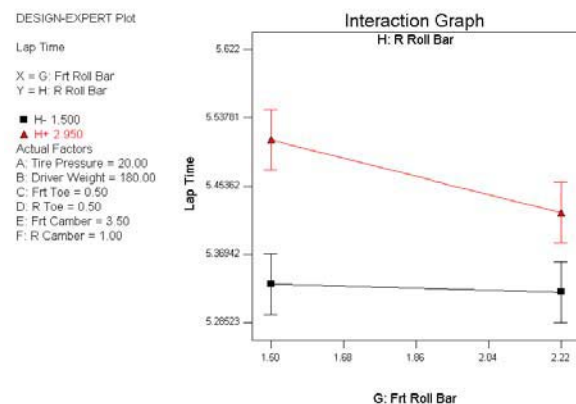 DESIGN-EXPERT Plot
Lap Time
X = G: Frt Roll Bar
Y = H: R Roll Bar
H- 1.500
H+ 2.950
Actual Factors
A: Tire Pressure = 20.00
B: Driver Weight = 180.00
C: Frt Toe = 0.50
D: R Toe = 0.50
E: Frt Camber = 3.50
F: R Camber = 1.00
Interaction Graph
H: R Roll Bar
Lap Time
5.622
5.53781
5.45362
5.36942
5.28523
1.50
1.68
1.86
2.04
2.22
G: Frt Roll Bar